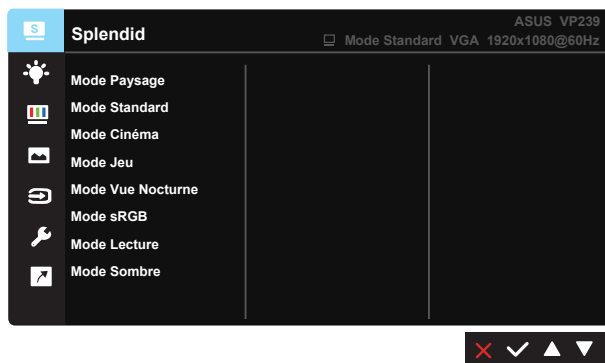 S
Splendid
ASUS VP239
Mode Standard VGA 1920x1080@60Hz
Mode Paysage
Mode Standard
Mode Cinéma
Mode Jeu
Mode Vue Nocturne
Mode sRGB
Mode Lecture
Mode Sombre